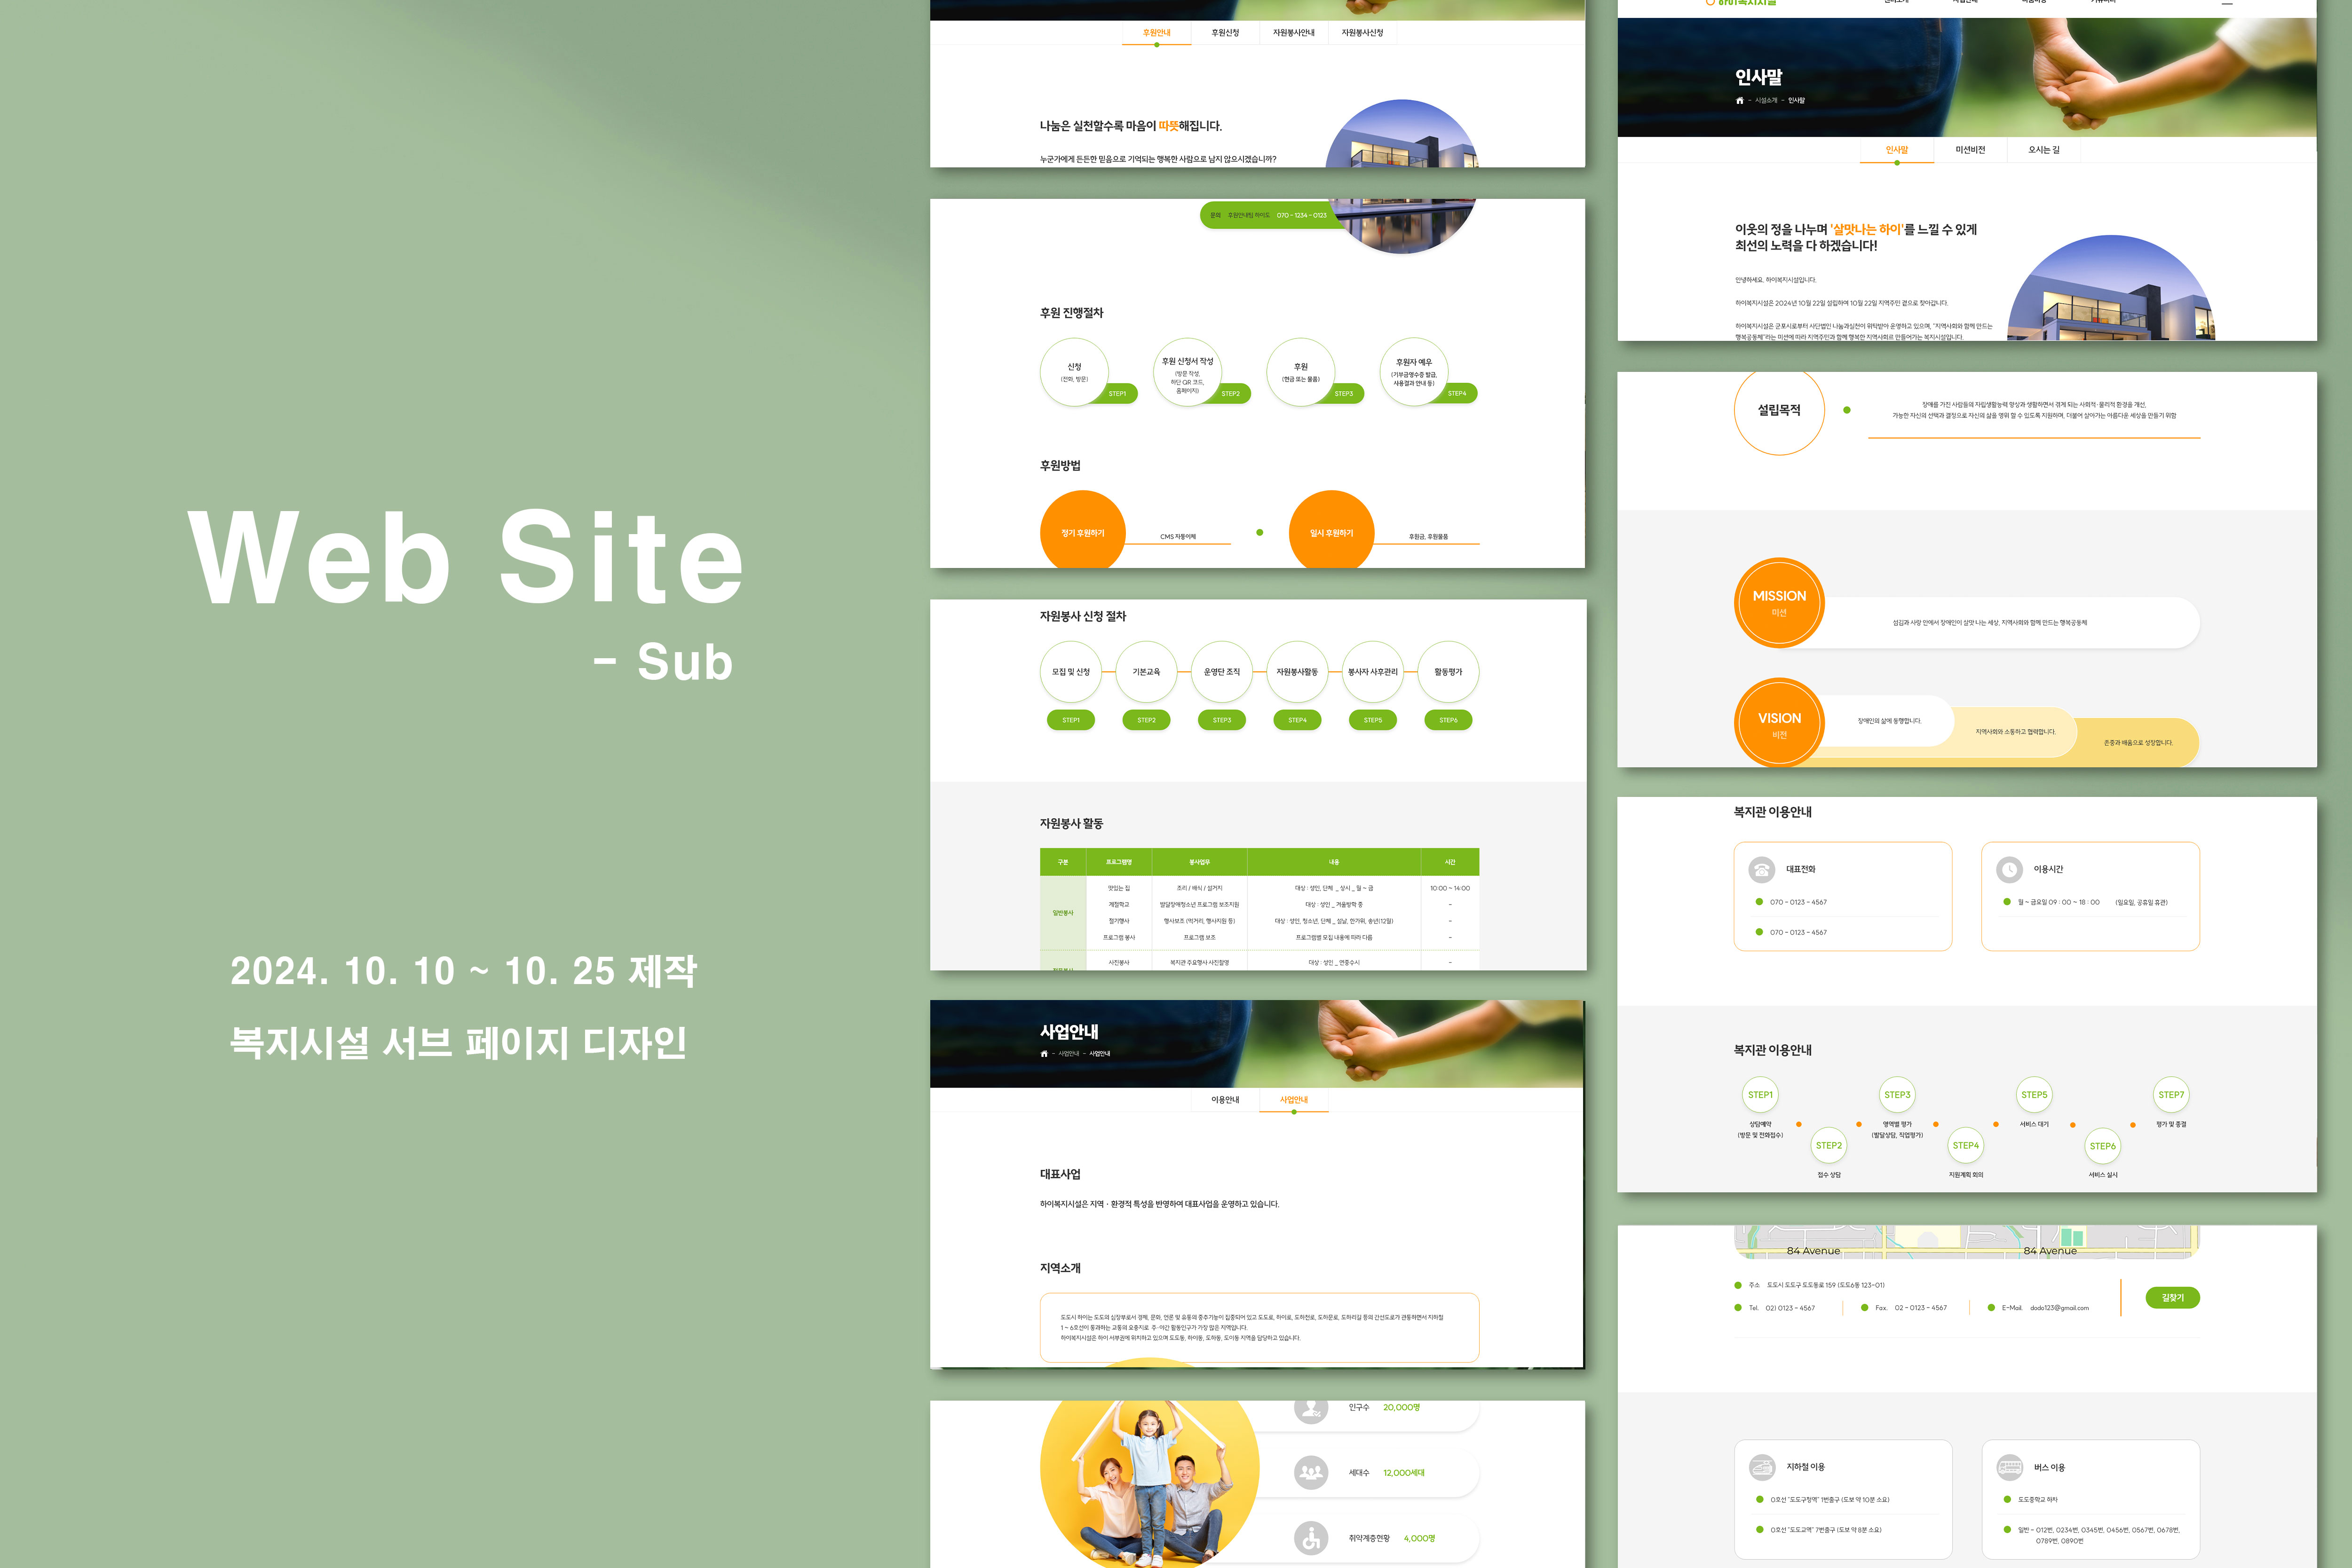 Web Site
- Sub
2024. 10. 10 ~ 10. 25 제작
복지시설 서브 페이지 디자인
후원안내 후원신청 자원봉사안내 자원봉사신청
나눔은 실천할수록 마음이 따뜻해집니다.
누군가에게 든든한 믿음으로 기억되는 행복한 사람으로 남지 않으시겠습니까?
문의 후원안내팀 하이도 070 - 1234 - 0123
후원 진행절차
신청
(전화, 방문)
STEP1
후원 신청서 작성
(방문 작성,
하단 QR 코드,
홈페이지)
STEP2
후원
(현금 또는 물품)
STEP3
후원자 예우
(기부금영수증 발급,
사용결과 안내 등)
STEP4
후원방법
정기 후원하기
CMS 자동이체
일시 후원하기
후원금, 후원물품
자원봉사 신청 절차
모집 및 신청 기본교육 운영단 조직 자원봉사활동 봉사자 사후관리 활동평가
STEP1 STEP2 STEP3 STEP4 STEP5 STEP6
자원봉사 활동
구분 프로그램명 봉사업무 내용 시간
일반봉사
맛있는 집 조리 / 배식 / 설거지 대상 : 성인, 단체 _ 상시 _ 월 ~ 금 10:00 ~ 14:00
계절학교 발달장애청소년 프로그램 보조지원 대상 : 성인 _ 겨울방학 중 -
절기행사 행사보조 (먹거리, 행사지원 등) 대상 : 성인, 청소년, 단체 _ 설날, 한가위, 송년(12월) -
프로그램 봉사 프로그램 보조 프로그램별 모집 내용에 따라 다름 -
사진봉사 복지관 주요행사 사진촬영 대상 : 성인 _ 연중수시 -
사업안내
- 사업안내 - 사업안내
이용안내 사업안내
대표사업
하이복지시설은 지역 · 환경적 특성을 반영하여 대표사업을 운영하고 있습니다.
지역소개
도도시 하이는 도도의 심장부로서 경제, 문화, 언론 및 유통의 중추기능이 집중되어 있고 도도로, 하이로, 도하천로, 도하문로, 도하리길 등의 간선도로가 관통하면서 지하철
1 ~ 6호선이 통과하는 교통의 요충지로 주·야간 활동인구가 가장 많은 지역입니다.
하이복지시설은 하이 서부권에 위치하고 있으며 도도동, 하이동, 도하동, 도이동 지역을 담당하고 있습니다.
인구수 20,000명
세대수 12,000세대
취약계층현황 4,000명
하이복지시설
인사말
- 시설소개 - 인사말
인사말 미션비전 오시는 길
이웃의 정을 나누며 '살맛나는 하이'를 느낄 수 있게
최선의 노력을 다 하겠습니다!
안녕하세요. 하이복지시설입니다.
하이복지시설은 2024년 10월 22일 설립하여 10월 22일 지역주민 곁으로 찾아갑니다.
하이복지시설은 군포시로부터 사단법인 나눔과실천이 위탁받아 운영하고 있으며, "지역사회와 함께 만드는
행복공동체"라는 미션에 따라 지역주민과 함께 행복한 지역사회로 만들어가는 복지시설입니다.
설립목적
장애를 가진 사람들의 자립생활능력 향상과 생활하면서 겪게 되는 사회적·물리적 환경을 개선,
가능한 자신의 선택과 결정으로 자신의 삶을 영위 할 수 있도록 지원하며, 더불어 살아가는 아름다운 세상을 만들기 위함
MISSION
미션
섬김과 사랑 안에서 장애인이 살맛 나는 세상, 지역사회와 함께 만드는 행복공동체
VISION
비전
장애인의 삶에 동행합니다.
지역사회와 소통하고 협력합니다.
존중과 배움으로 성장합니다.
복지관 이용안내
대표전화
070 - 0123 - 4567
070 - 0123 - 4567
이용시간
월 ~ 금요일 09 : 00 ~ 18 : 00 (일요일, 공휴일 휴관)
복지관 이용안내
STEP1
상담예약
(방문 및 전화접수)
STEP2
접수 상담
STEP3
영역별 평가
(발달상담, 직업평가)
STEP4
지원계획 회의
STEP5
서비스 대기
STEP6
서비스 실시
STEP7
평가 및 종결
84 Avenue 84 Avenue
주소 도도시 도도구 도도동로 159 (도도6동 123-01)
Tel. 02) 0123 - 4567 Fax. 02 - 0123 - 4567 E-Mail. dodo123@gmail.com
길찾기
지하철 이용
0호선 "도도구청역" 1번출구 (도보 약 10분 소요)
0호선 "도도교역" 7번출구 (도보 약 8분 소요)
버스 이용
도도중학교 하차
일반 - 012번, 0234번, 0345번, 0456번, 0567번, 0678번,
0789번, 0890번